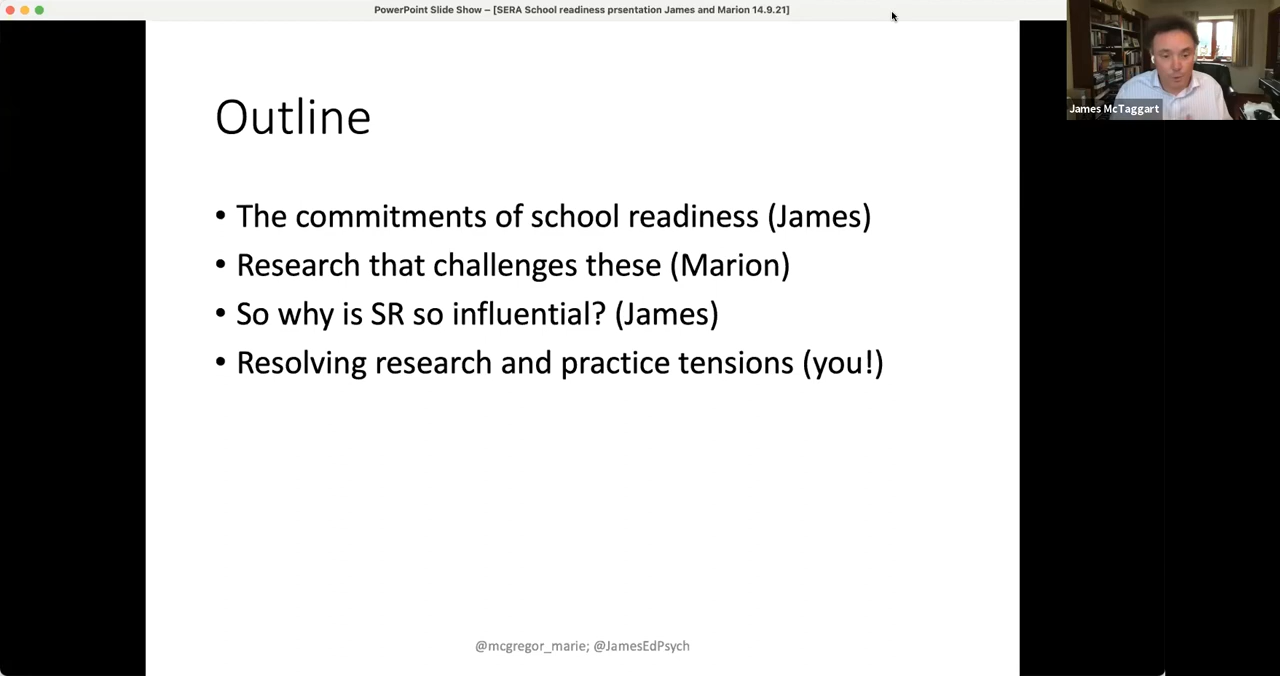 PowerPoint Slide Show – [SERA School readiness prsentation James and Marion 14.9.21]
James McTaggart
Outline
• The commitments of school readiness (James)
• Research that challenges these (Marion)
• So why is SR so influential? (James)
• Resolving research and practice tensions (you!)
@mcgregor_marie; @JamesEdPsych